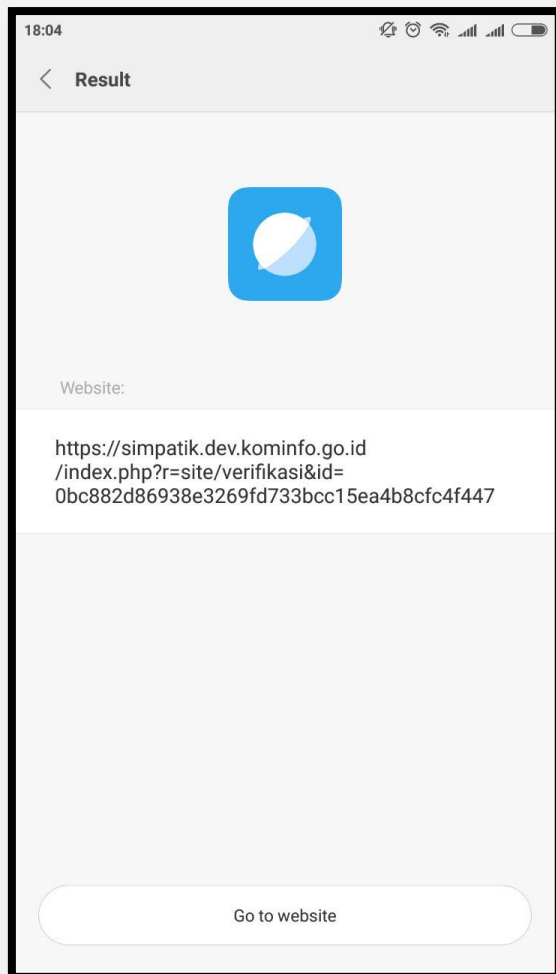 18:04
Result
Website:
https://simpatik.dev.kominfo.go.id
/index.php?r=site/verifikasi&id=
0bc882d86938e3269fd733bcc15ea4b8cfc4f447
Go to website